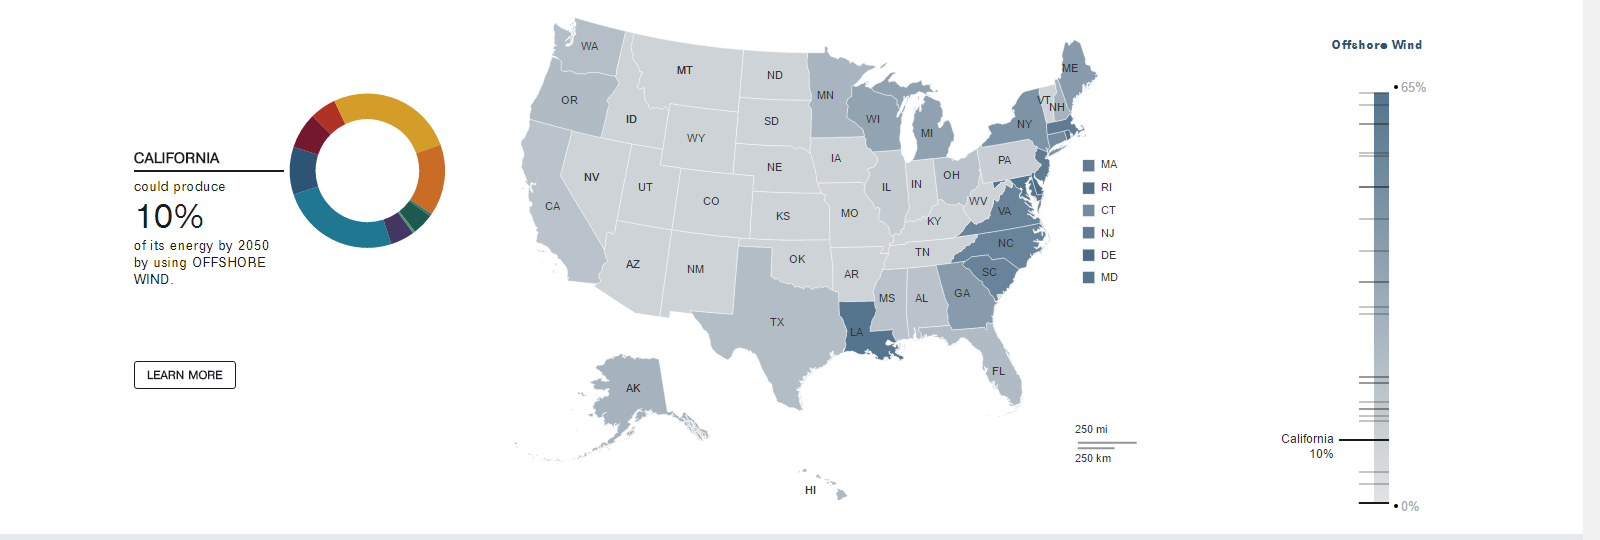 CALIFORNIA
could produce
10%
of its energy by 2050
by using OFFSHORE
WIND.
LEARN MORE
WA
OR
CA
MT
ID
NV
WY
UT
AZ
CO
NM
ND
SD
NE
KS
OK
TX
MN
IA
MO
AR
LA
WI
IL
MI
IN
OH
KY
TN
MS
AL
GA
FL
SC
NC
VA
WV
PA
NY
VT
NH
ME
AK
HI
MA
RI
CT
NJ
DE
MD
250 mi
250 km
Offshore Wind
65%
California
10%
0%